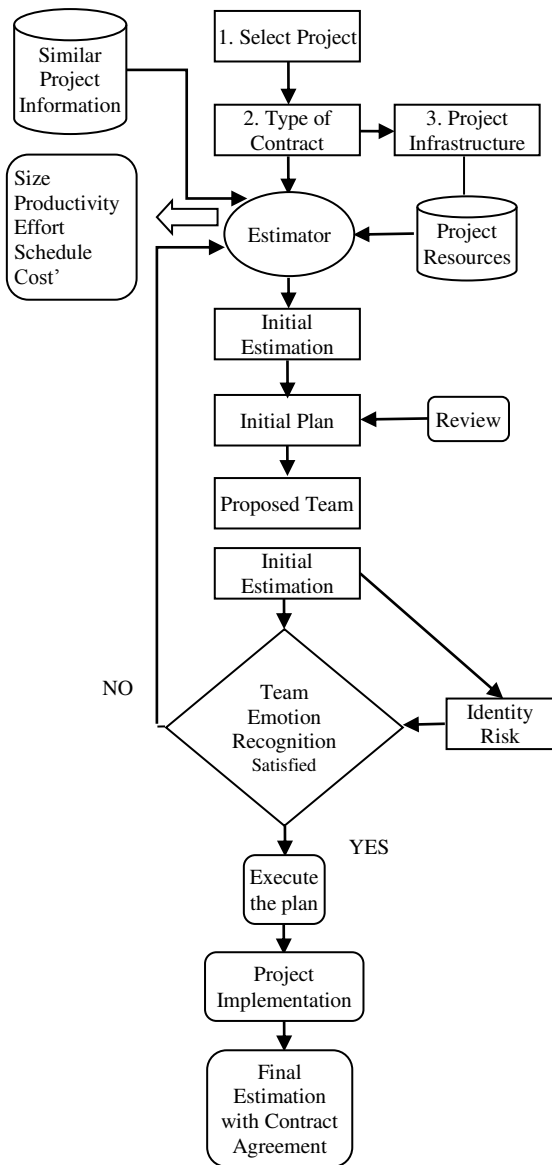 1. Select Project
Similar
Project
Information
2. Type of
Contract
3. Project
Infrastructure
Size
Productivity
Effort
Schedule
Cost’
Estimator
Project
Resources
Initial
Estimation
Initial Plan
Review
Proposed Team
Initial
Estimation
NO
Team
Emotion
Recognition
Satisfied
Identity
Risk
YES
Execute
the plan
Project
Implementation
Final
Estimation
with Contract
Agreement